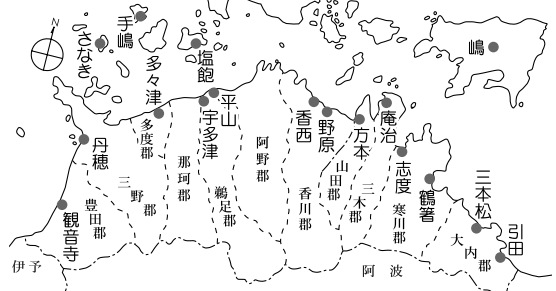 N
さなき
手嶋
多々津
塩飽
平山
宇多津
香西
野原
方本
庵治
志度
鶴箸
三本松
引田
嶋
丹穂
観音寺
多度郡
三野郡
豊田郡
那珂郡
鵜足郡
阿野郡
香川郡
山田郡
三木郡
寒川郡
大内郡
伊予
阿波